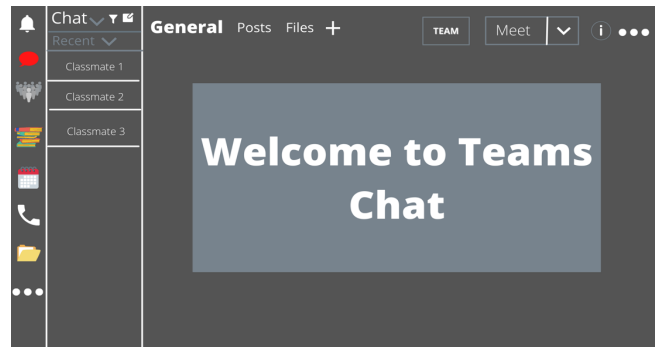 Chat
Recent
Classmate 1
Classmate 2
Classmate 3
General Posts Files +
TEAM
Meet
i
Welcome to Teams
Chat